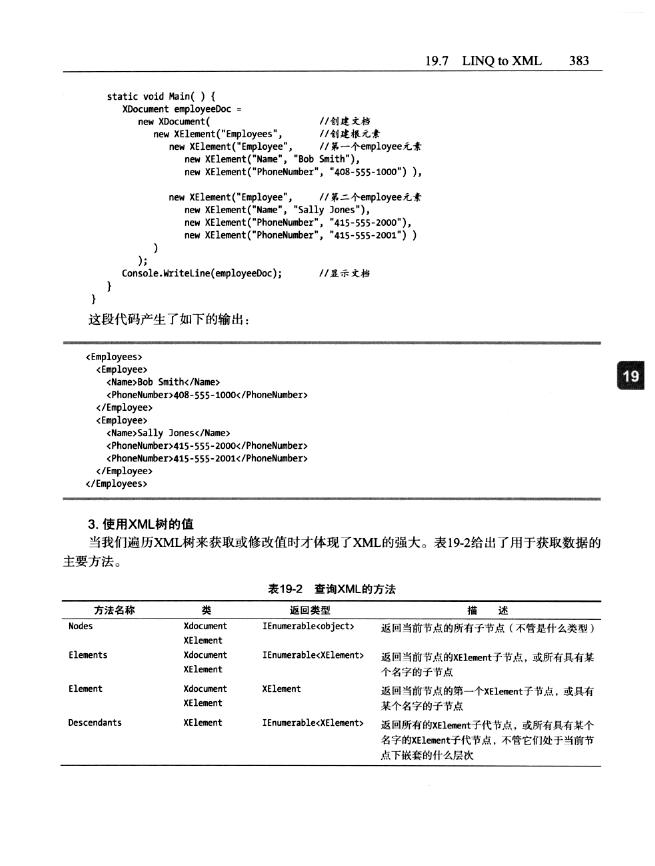 19.7 LINQ to XML 383
static void Main( ) {
XDocument employeeDoc =
new XDocument( //创建文档
new XElement("Employees", //创建根元素
new XElement("Employee", //第一个employee元素
new XElement("Name", "Bob Smith"),
new XElement("PhoneNumber", "408-555-1000") ),
new XElement("Employee", //第二个employee元素
new XElement("Name", "Sally Jones"),
new XElement("PhoneNumber", "415-555-2000"),
new XElement("PhoneNumber", "415-555-2001") )
)
);
Console.WriteLine(employeeDoc); //显示文档
}
}
这段代码产生了如下的输出：
<Employees>
<Employee>
<Name>Bob Smith</Name>
<PhoneNumber>408-555-1000</PhoneNumber>
</Employee>
<Employee>
<Name>Sally Jones</Name>
<PhoneNumber>415-555-2000</PhoneNumber>
<PhoneNumber>415-555-2001</PhoneNumber>
</Employee>
</Employees>
19
3. 使用XML树的值
当我们遍历XML树来获取或修改值时才体现了XML的强大。表19-2给出了用于获取数据的
主要方法。
表19-2 查询XML的方法
方法名称 类 返回类型 描 述
Nodes Xdocument IEnumerable<object> 返回当前节点的所有子节点（不管是什么类型）
XElement
Elements Xdocument IEnumerable<XElement> 返回当前节点的XElement子节点，或所有具有某
XElement 个名字的子节点
Element Xdocument XElement 返回当前节点的第一个XElement子节点，或具有
XElement 某个名字的子节点
Descendants XElement IEnumerable<XElement> 返回所有的XElement子代节点，或所有具有某个
名字的XElement子代节点，不管它们处于当前节
点下嵌套的什么层次